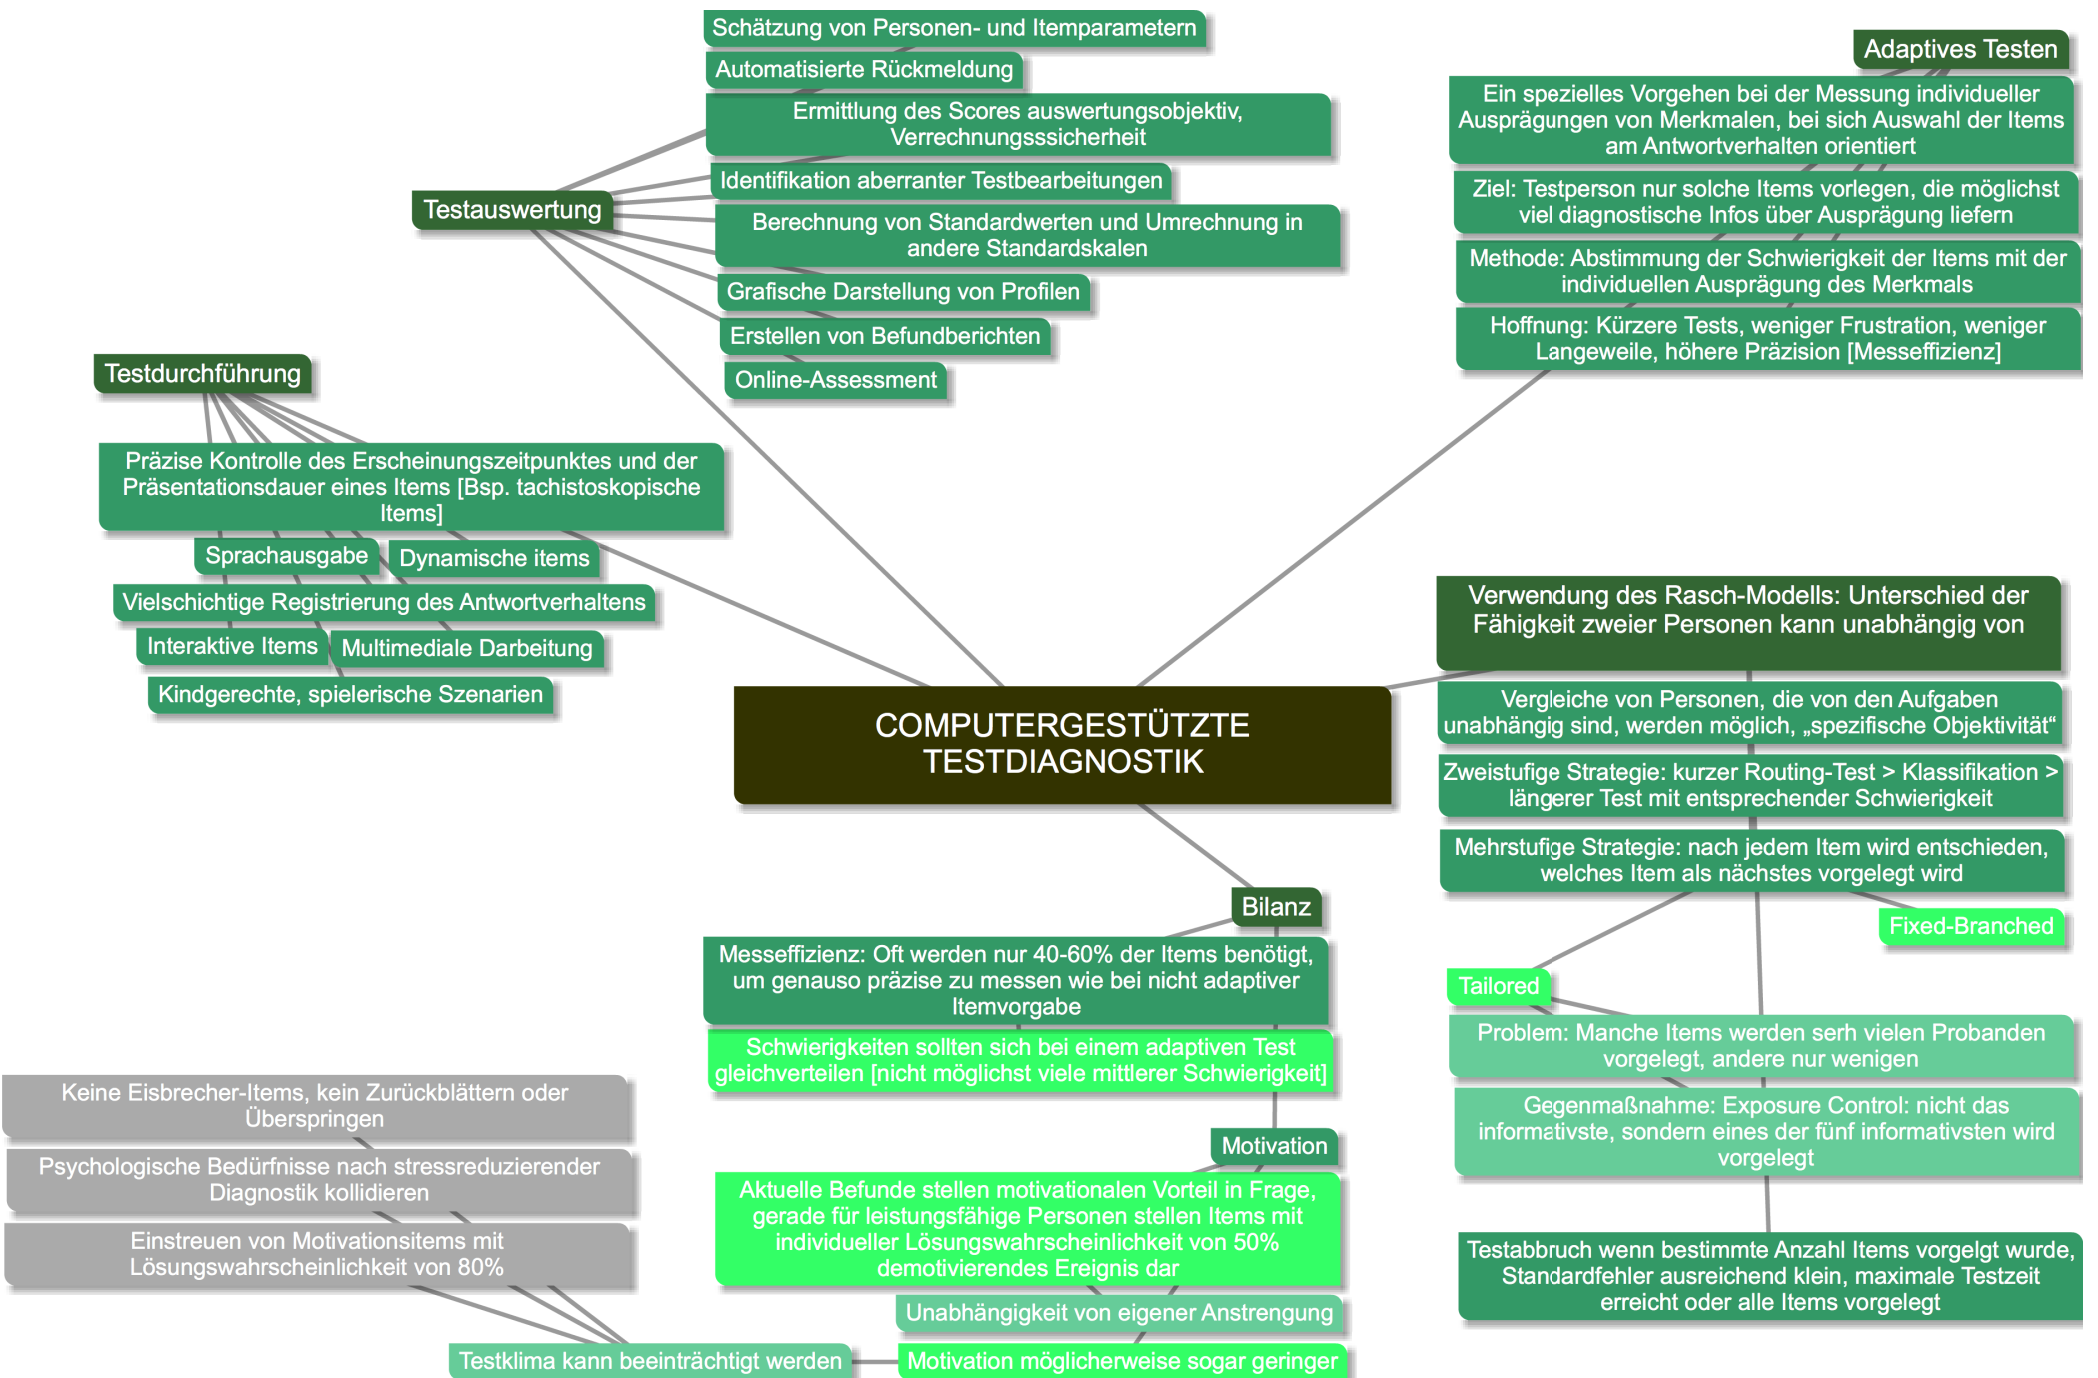 Schätzung von Personen- und Itemparametern
Automatisierte Rückmeldung
Ermittlung des Scores auswertungsobjektiv,
Verrechnungsssicherheit
Identifikation aberranter Testbearbeitungen
Testauswertung
Berechnung von Standardwerten und Umrechnung in
andere Standardskalen
Grafische Darstellung von Profilen
Erstellen von Befundberichten
Online-Assessment
Adaptives Testen
Ein spezielles Vorgehen bei der Messung individueller
Ausprägungen von Merkmalen, bei sich Auswahl der Items
am Antwortverhalten orientiert
Ziel: Testperson nur solche Items vorlegen, die möglichst
viel diagnostische Infos über Ausprägung liefern
Methode: Abstimmung der Schwierigkeit der Items mit der
individuellen Ausprägung des Merkmals
Hoffnung: Kürzere Tests, weniger Frustration, weniger
Langeweile, höhere Präzision [Messeffizienz]
Testdurchführung
Präzise Kontrolle des Erscheinungszeitpunktes und der
Präsentationsdauer eines Items [Bsp. tachistoskopische
Items]
Sprachausgabe
Dynamische items
Vielschichtige Registrierung des Antwortverhaltens
Interaktive Items
Multimediale Darbeitung
Kindgerechte, spielerische Szenarien
COMPUTERGESTÜTZTE
TESTDIAGNOSTIK
Verwendung des Rasch-Modells: Unterschied der
Fähigkeit zweier Personen kann unabhängig von
Vergleiche von Personen, die von den Aufgaben
unabhängig sind, werden möglich, „spezifische Objektivität“
Zweistufige Strategie: kurzer Routing-Test > Klassifikation >
längerer Test mit entsprechender Schwierigkeit
Mehrstufige Strategie: nach jedem Item wird entschieden,
welches Item als nächstes vorgelegt wird
Fixed-Branched
Tailored
Problem: Manche Items werden serh vielen Probanden
vorgelegt, andere nur wenigen
Gegenmaßnahme: Exposure Control: nicht das
informativste, sondern eines der fünf informativsten wird
vorgelegt
Testabbruch wenn bestimmte Anzahl Items vorgelgt wurde,
Standardfehler ausreichend klein, maximale Testzeit
erreicht oder alle Items vorgelegt
Bilanz
Messeffizienz: Oft werden nur 40-60% der Items benötigt,
um genauso präzise zu messen wie bei nicht adaptiver
Itemvorgabe
Schwierigkeiten sollten sich bei einem adaptiven Test
gleichverteilen [nicht möglichst viele mittlerer Schwierigkeit]
Motivation
Aktuelle Befunde stellen motivationalen Vorteil in Frage,
gerade für leistungsfähige Personen stellen Items mit
individueller Lösungswahrscheinlichkeit von 50%
demotivierendes Ereignis dar
Unabhängigkeit von eigener Anstrengung
Motivation möglicherweise sogar geringer
Testklima kann beeinträchtigt werden
Keine Eisbrecher-Items, kein Zurückblättern oder
Überspringen
Psychologische Bedürfnisse nach stressreduzierender
Diagnostik kollidieren
Einstreuen von Motivationsitems mit
Lösungswahrscheinlichkeit von 80%